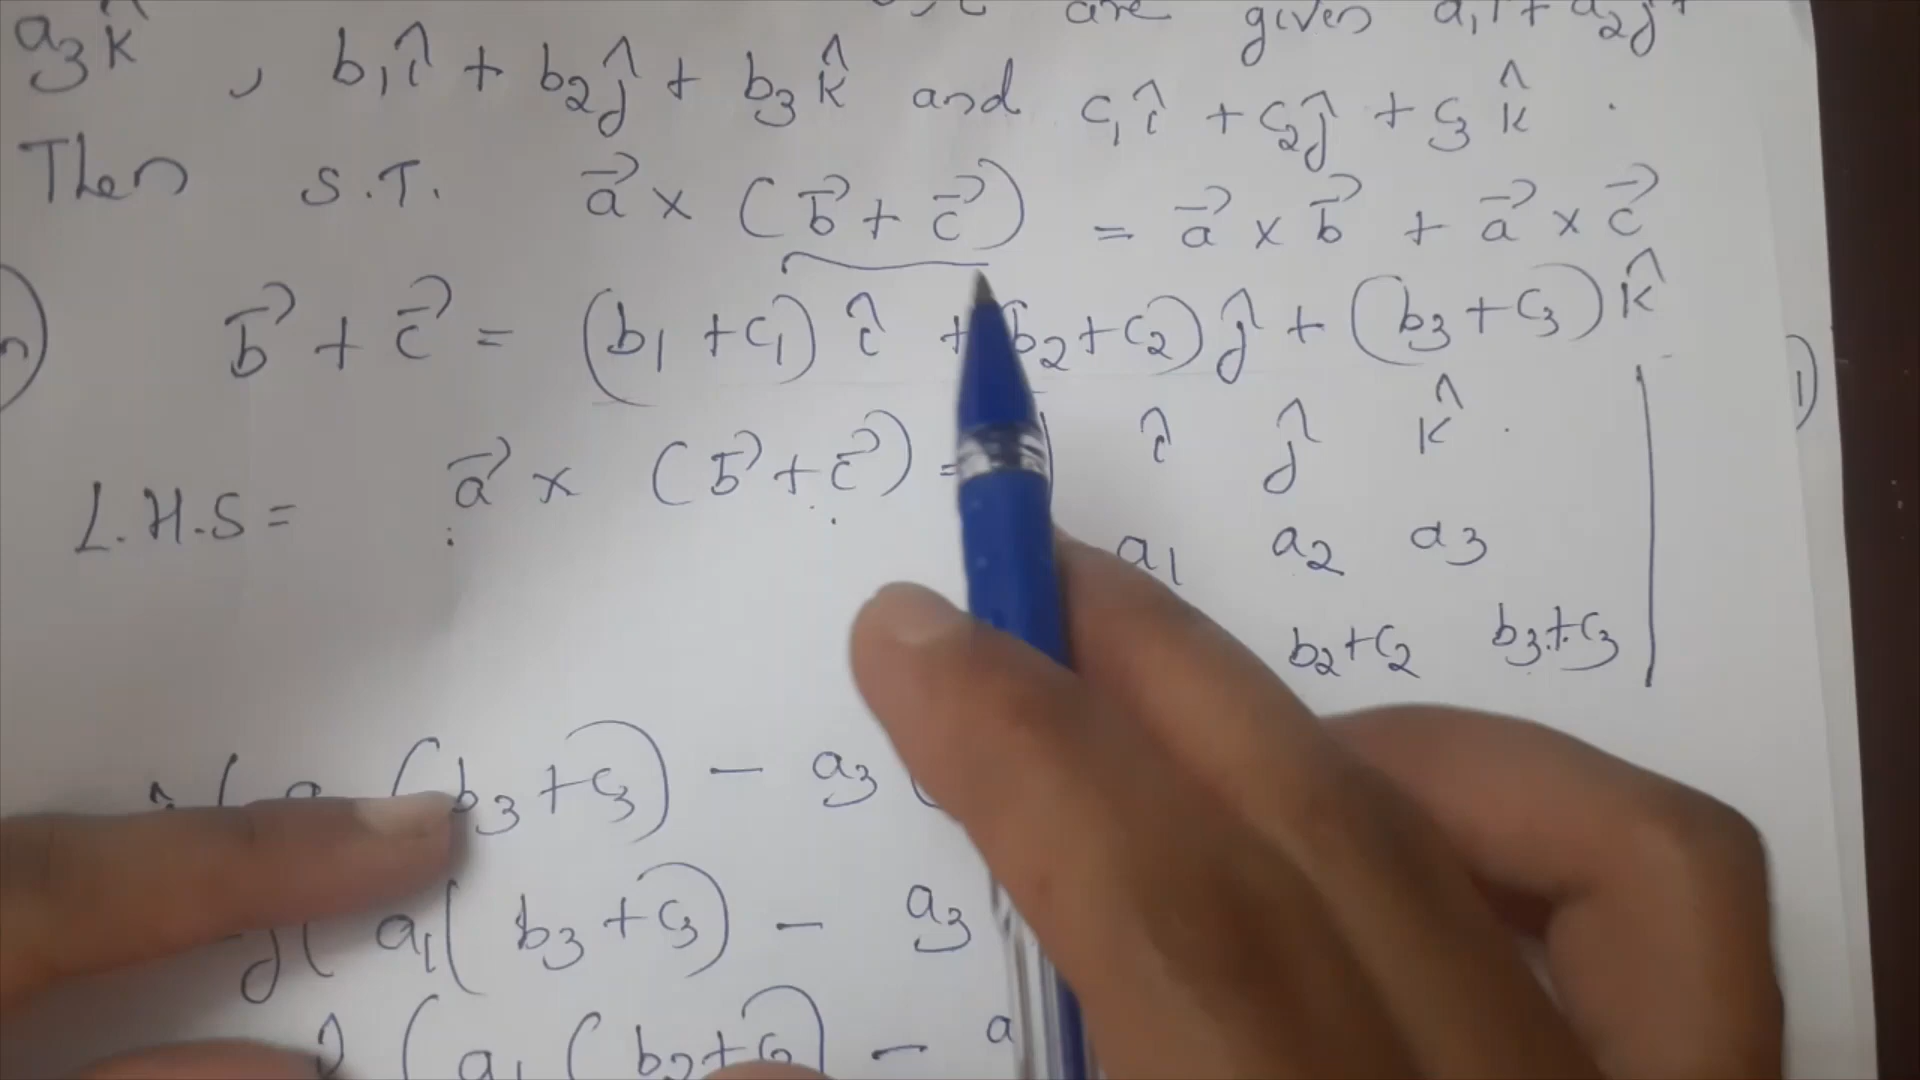 are given a₁î + a₂ĵ +
a₃k̂ , b₁î + b₂ĵ + b₃k̂ and c₁î + c₂ĵ + c₃k̂ .
Then S.T. a⃗ × (b⃗ + c⃗) = a⃗ × b⃗ + a⃗ × c⃗
b⃗ + c⃗ = (b₁ + c₁) î + b₂ + c₂) ĵ + (b₃ + c₃) k̂
L.H.S = a⃗ × (b⃗ + c⃗) = | î ĵ k̂ |
a₁ a₂ a₃
b₂+c₂ b₃+c₃
(b₃ + c₃) − a₃ (
j( a₁( b₃ + c₃) − a₃
( a₁ ( b₂ + c₂) − a